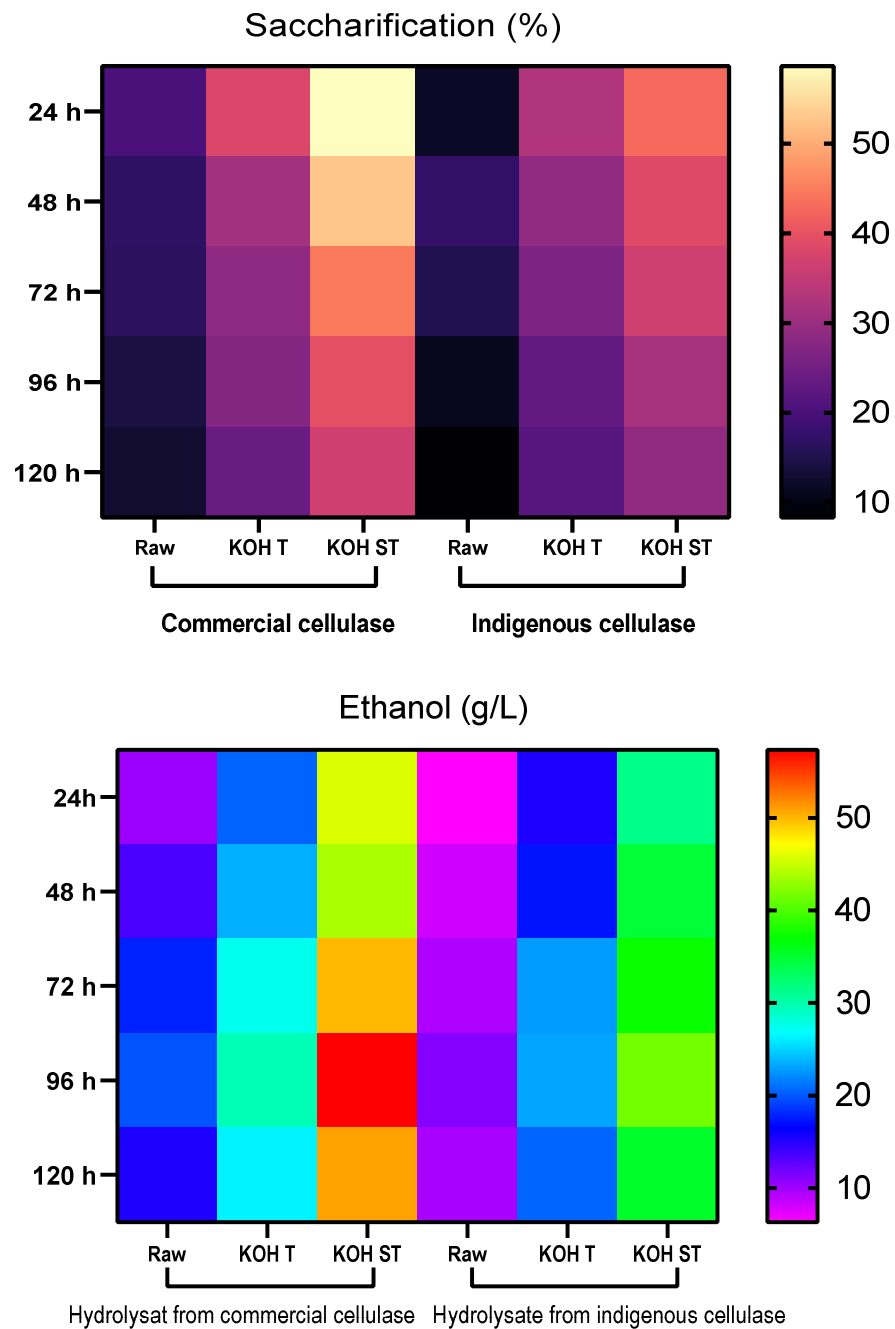 Saccharification (%)
24 h
48 h
72 h
96 h
120 h
50
40
30
20
10
Raw KOH T KOH ST Raw KOH T KOH ST
Commercial cellulase Indigenous cellulase
Ethanol (g/L)
24h
48 h
72 h
96 h
120 h
50
40
30
20
10
Raw KOH T KOH ST Raw KOH T KOH ST
Hydrolysat from commercial cellulase Hydrolysate from indigenous cellulase